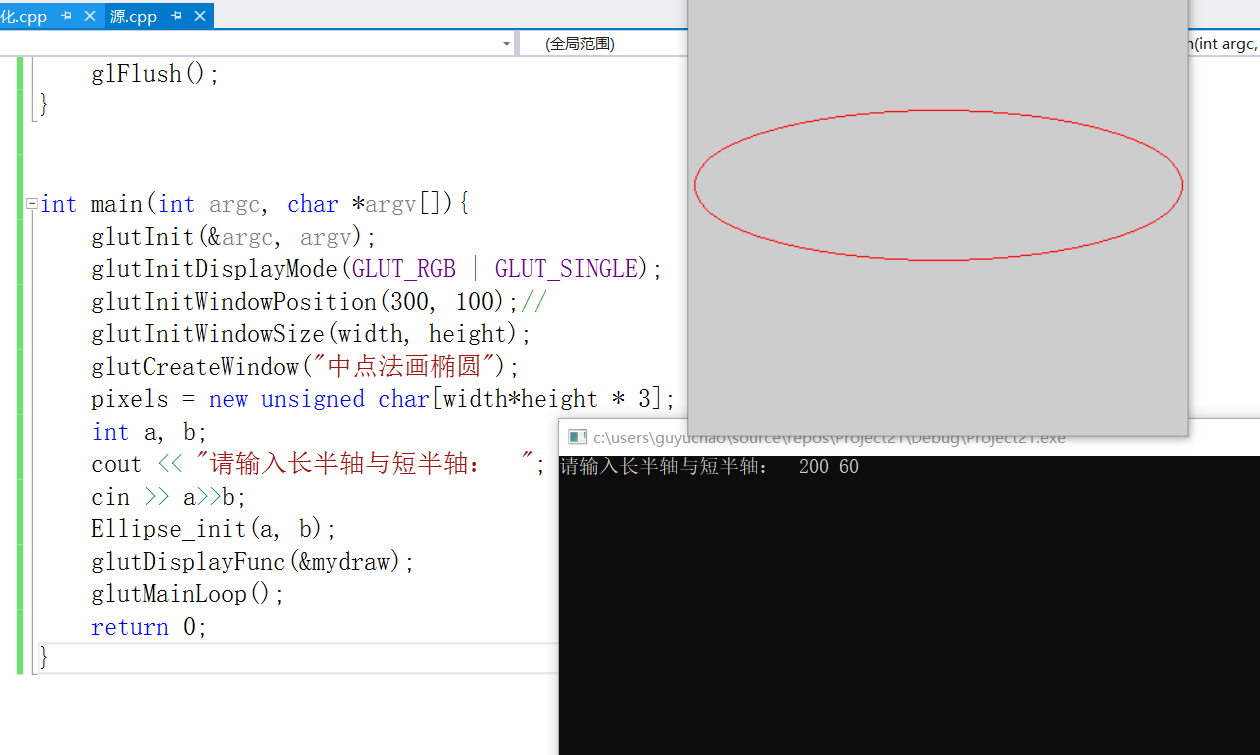 化.cpp 源.cpp
(全局范围) n(int argc,
glFlush();
}
int main(int argc, char *argv[]){
glutInit(&argc, argv);
glutInitDisplayMode(GLUT_RGB | GLUT_SINGLE);
glutInitWindowPosition(300, 100);//
glutInitWindowSize(width, height);
glutCreateWindow("中点法画椭圆");
pixels = new unsigned char[width*height * 3];
int a, b;
cout << "请输入长半轴与短半轴:  ";
cin >> a>>b;
Ellipse_init(a, b);
glutDisplayFunc(&mydraw);
glutMainLoop();
return 0;
}
c:\users\guyuchao\source\repos\Project21\Debug\Project21.exe
请输入长半轴与短半轴:  200 60